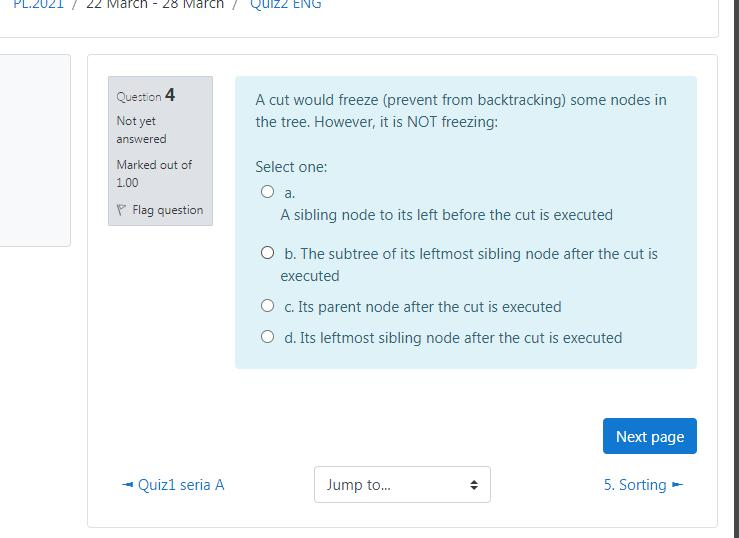 PL.2021 / 22 March - 28 March / Quiz2 ENG
Question 4
Not yet
answered
Marked out of
1.00
Flag question
A cut would freeze (prevent from backtracking) some nodes in
the tree. However, it is NOT freezing:
Select one:
a.
A sibling node to its left before the cut is executed
b. The subtree of its leftmost sibling node after the cut is
executed
c. Its parent node after the cut is executed
d. Its leftmost sibling node after the cut is executed
Next page
◄ Quiz1 seria A
Jump to...
5. Sorting ►